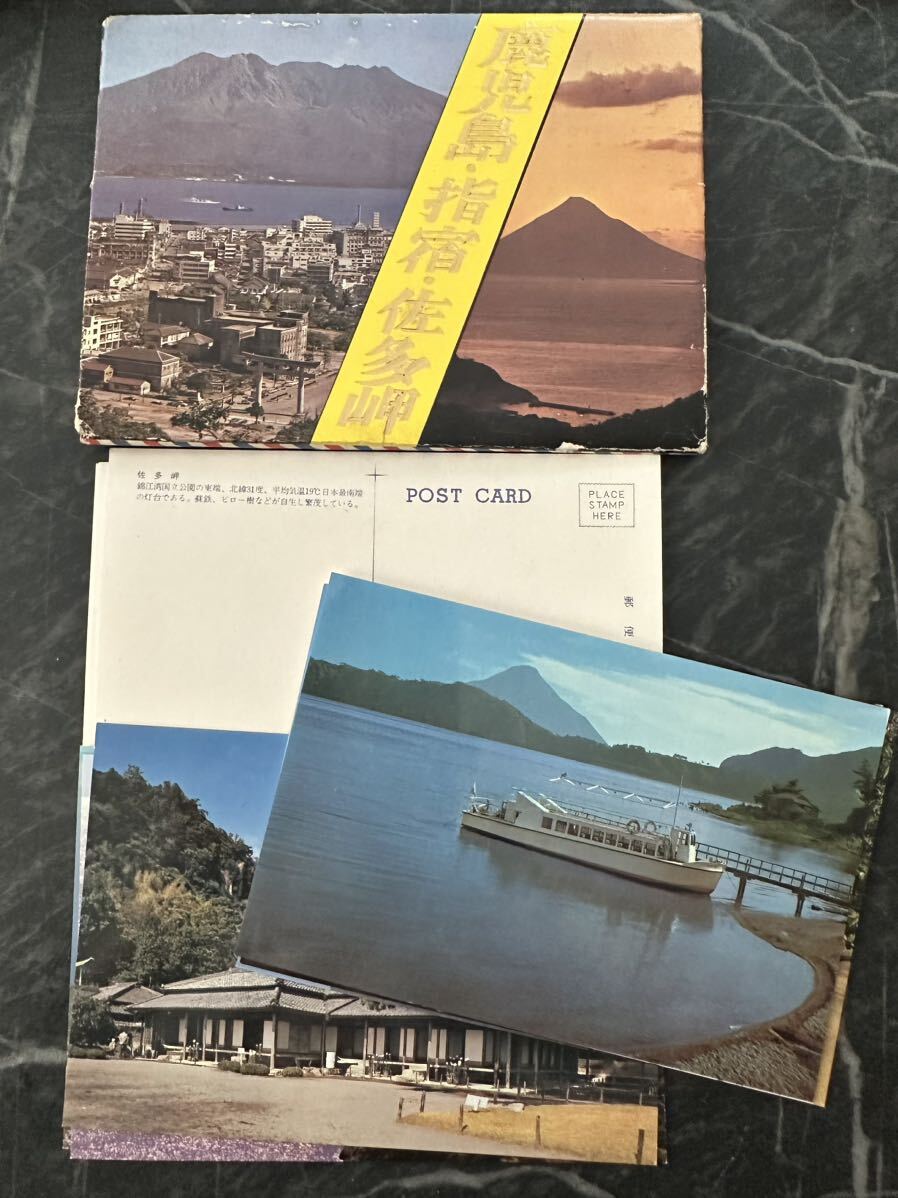 鹿児島・指宿・佐多岬
佐多岬
錦江湾国立公園の東端、北緯31度、平均気温19℃日本最南端
の灯台である。蘇鉄、ビロー樹などが自生し繁茂している。
POST CARD
PLACE
STAMP
HERE
郵便